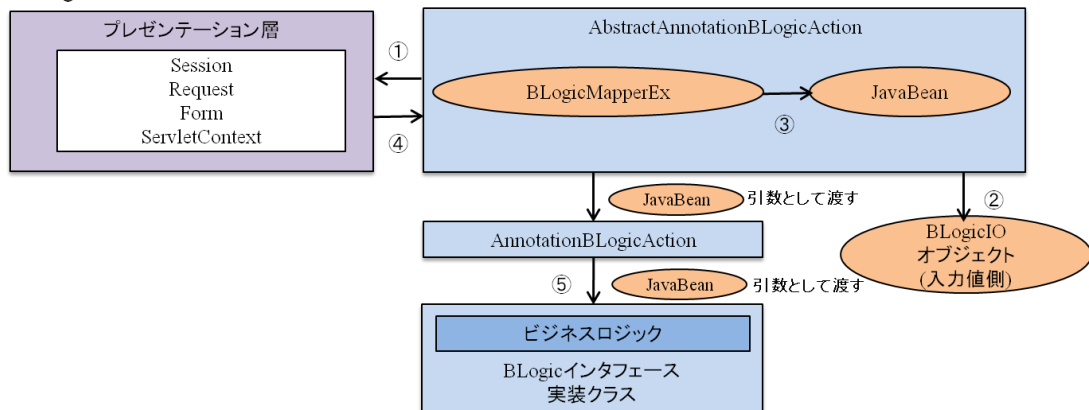 プレゼンテーション層
Session
Request
Form
ServletContext
①
④
AbstractAnnotationBLogicAction
BLogicMapperEx
③
JavaBean
JavaBean
引数として渡す
②
AnnotationBLogicAction
BLogicIO
オブジェクト
(入力値側)
⑤
JavaBean
引数として渡す
ビジネスロジック
BLogicインタフェース
実装クラス